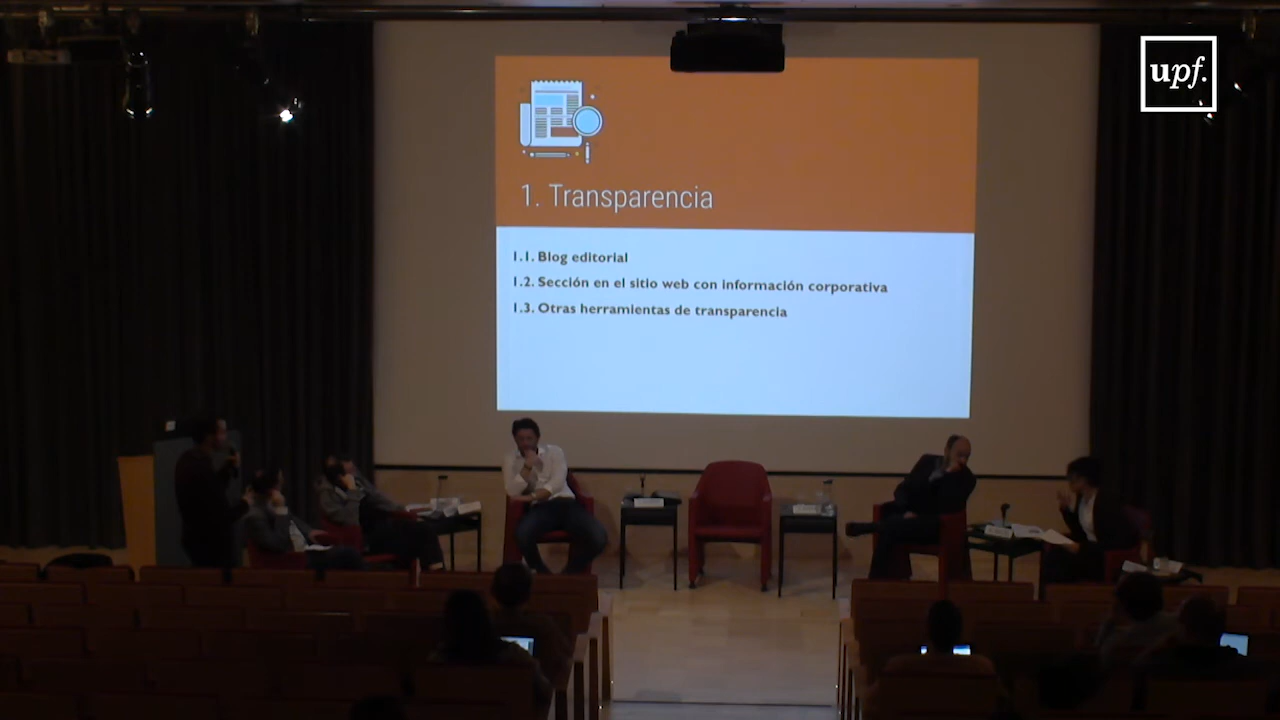 upf.
1. Transparencia
1.1. Blog editorial
1.2. Sección en el sitio web con información corporativa
1.3. Otras herramientas de transparencia